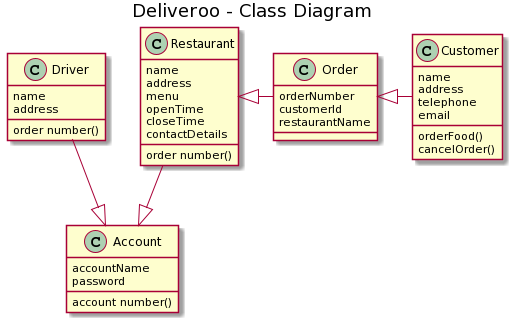 Deliveroo - Class Diagram
C Driver
name
address
order number()
C Restaurant
name
address
menu
openTime
closeTime
contactDetails
order number()
C Order
orderNumber
customerId
restaurantName
C Customer
name
address
telephone
email
orderFood()
cancelOrder()
C Account
accountName
password
account number()